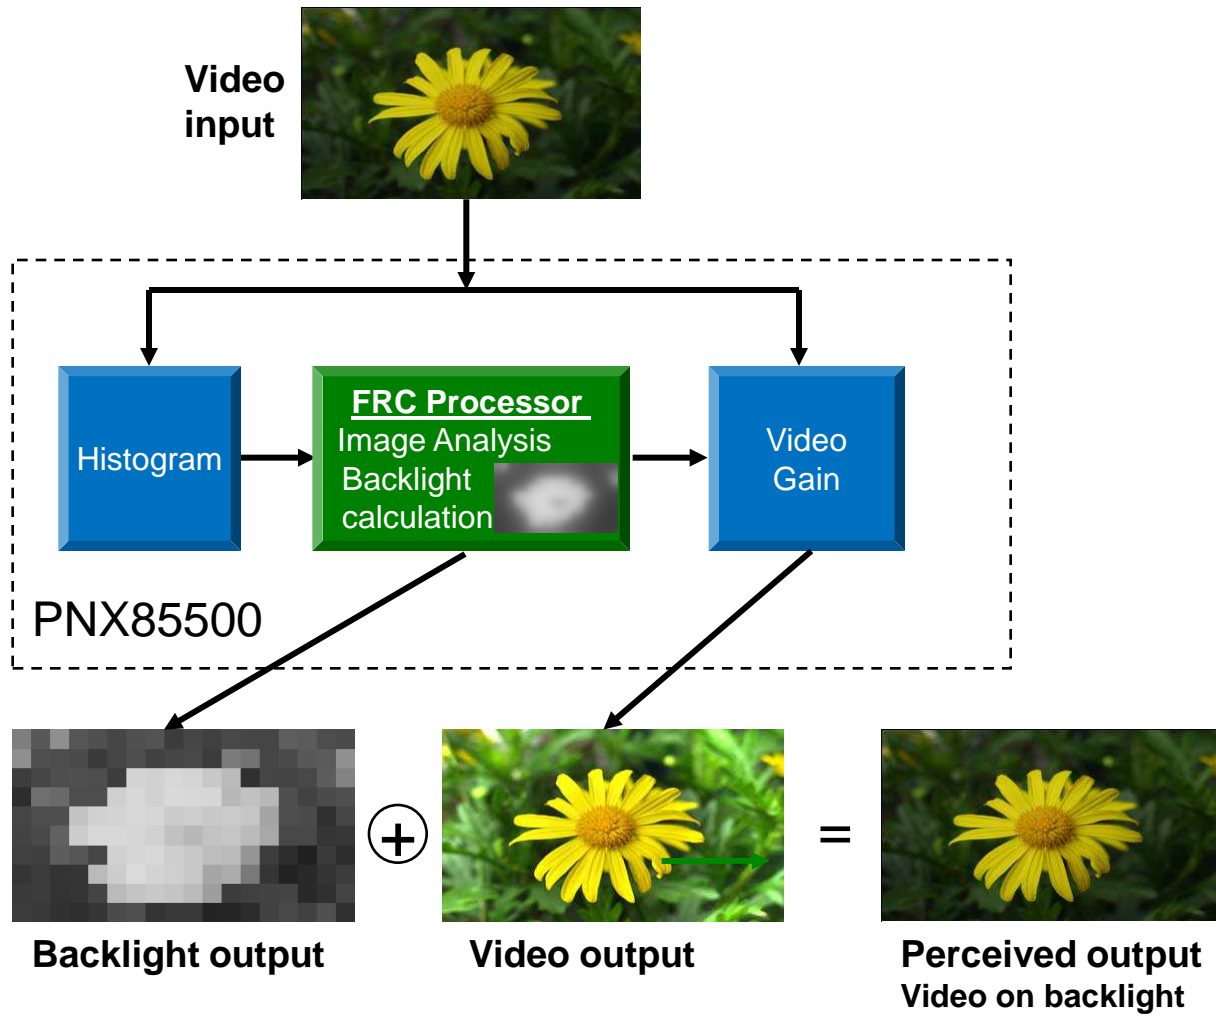 Video
input
Histogram
FRC Processor
Image Analysis
Backlight
calculation
Video
Gain
PNX85500
+
=
Backlight output
Video output
Perceived output
Video on backlight